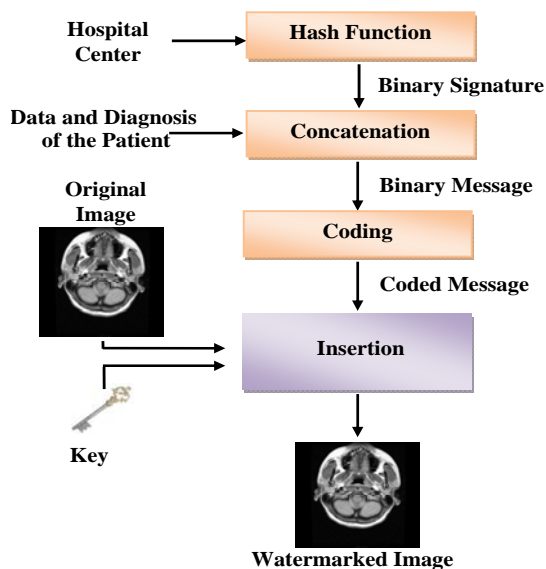 Hospital
Center
Hash Function
Binary Signature
Data and Diagnosis
of the Patient
Concatenation
Binary Message
Original
Image
Coding
Coded Message
Insertion
Key
Watermarked Image